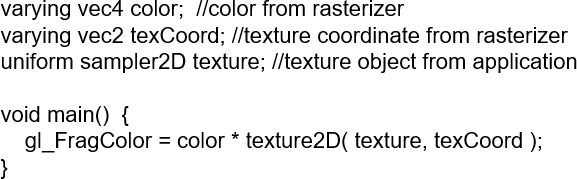 varying vec4 color;  //color from rasterizer
varying vec2 texCoord; //texture coordinate from rasterizer
uniform sampler2D texture; //texture object from application
void main()  {
    gl_FragColor = color * texture2D( texture, texCoord );
}